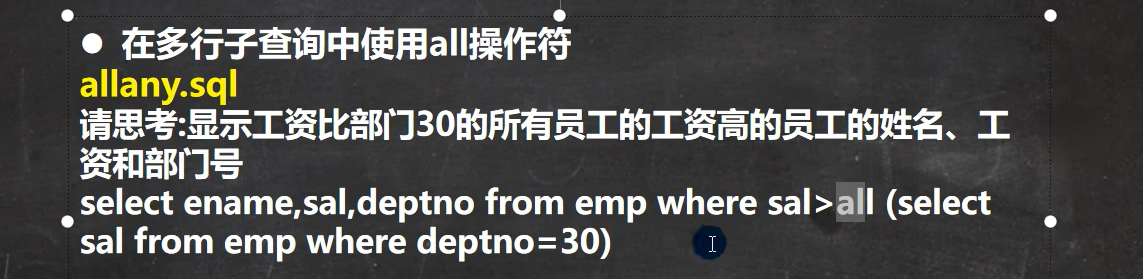 ● 在多行子查询中使用all操作符
allany.sql
请思考:显示工资比部门30的所有员工的工资高的员工的姓名、工
资和部门号
select ename,sal,deptno from emp where sal>all (select
sal from emp where deptno=30)